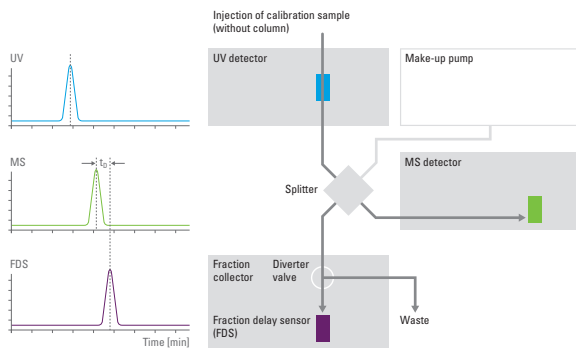 Injection of calibration sample
(without column)
UV
UV detector
Make-up pump
MS
t_D
MS detector
Splitter
FDS
Fraction
collector
Diverter
valve
Fraction delay sensor
(FDS)
Waste
Time [min]